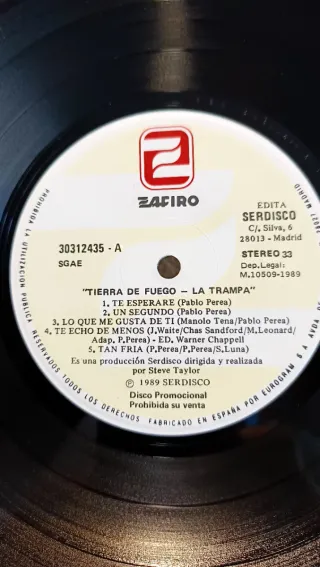 ZAFIRO
EDITA
SERDISCO
C/. Silva, 6
28013 - Madrid
30312435 - A
SGAE
STEREO 33
Dep. Legal:
M.10509-1989
"TIERRA DE FUEGO — LA TRAMPA"
1. TE ESPERARE (Pablo Perea)
2. UN SEGUNDO (Pablo Perea)
3. LO QUE ME GUSTA DE TI (Manolo Tena/Pablo Perea)
4. TE ECHO DE MENOS (J,Waite/Chas Sandford/M.Leonard/
Adap, P.Perea) - ED. Warner Chappell
5. TAN FRIA (P,Perea/P,Perea/S,Luna)
Es una producción Serdisco dirigida y realizada
por Steve Taylor
℗ 1989 SERDISCO
Disco Promocional
Prohibida su venta
PROHIBIDA LA UTILIZACION PUBLICA
RESERVADOS TODOS LOS DERECHOS. FABRICADO EN ESPAÑA POR EUROGRAM S.A. AVDA.
28027 MADRID